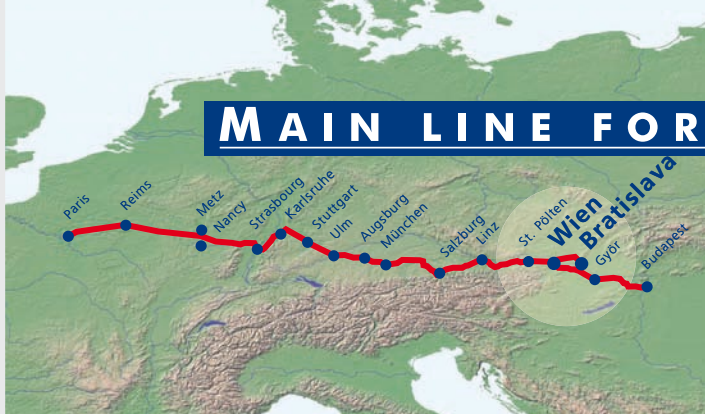 MAIN LINE FOR
Paris
Reims
Metz
Nancy
Strasbourg
Karlsruhe
Stuttgart
Ulm
Augsburg
München
Salzburg
Linz
St. Pölten
Wien
Bratislava
Györ
Budapest